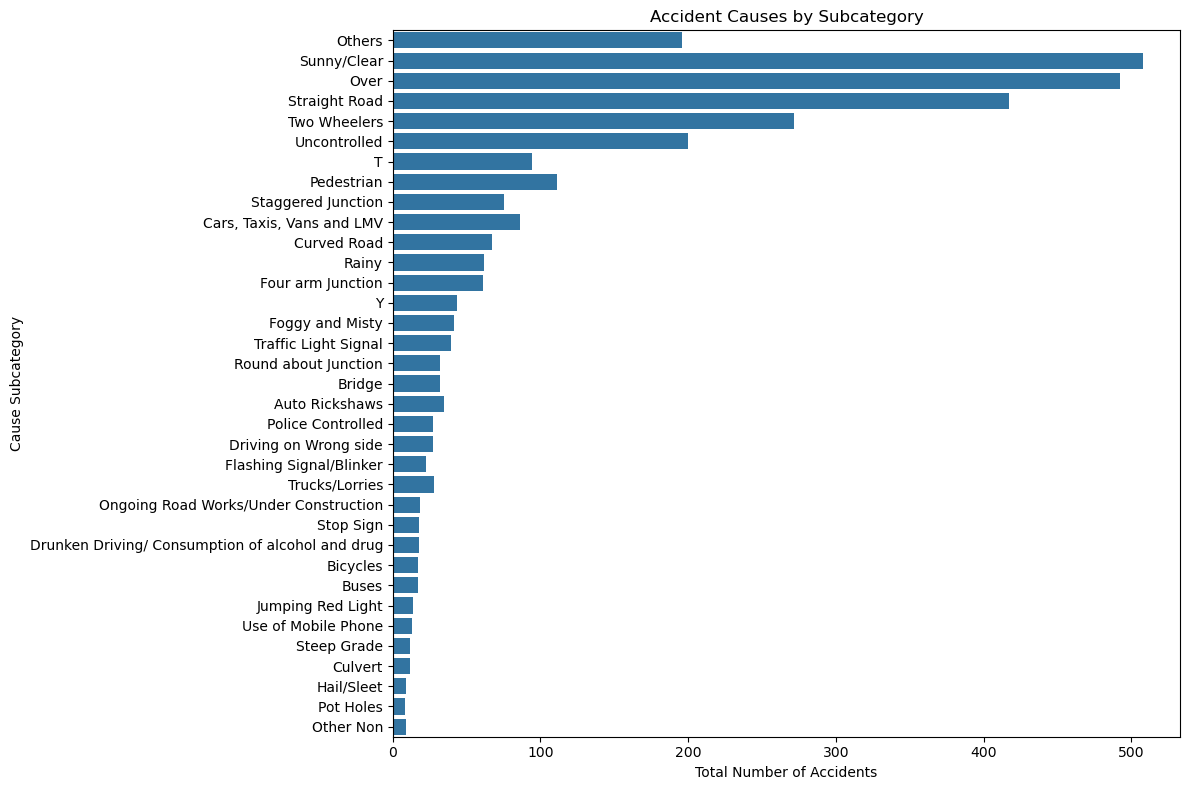 Accident Causes by Subcategory
Cause Subcategory
Others
Sunny/Clear
Over
Straight Road
Two Wheelers
Uncontrolled
T
Pedestrian
Staggered Junction
Cars, Taxis, Vans and LMV
Curved Road
Rainy
Four arm Junction
Y
Foggy and Misty
Traffic Light Signal
Round about Junction
Bridge
Auto Rickshaws
Police Controlled
Driving on Wrong side
Flashing Signal/Blinker
Trucks/Lorries
Ongoing Road Works/Under Construction
Stop Sign
Drunken Driving/ Consumption of alcohol and drug
Bicycles
Buses
Jumping Red Light
Use of Mobile Phone
Steep Grade
Culvert
Hail/Sleet
Pot Holes
Other Non
0 100 200 300 400 500
Total Number of Accidents